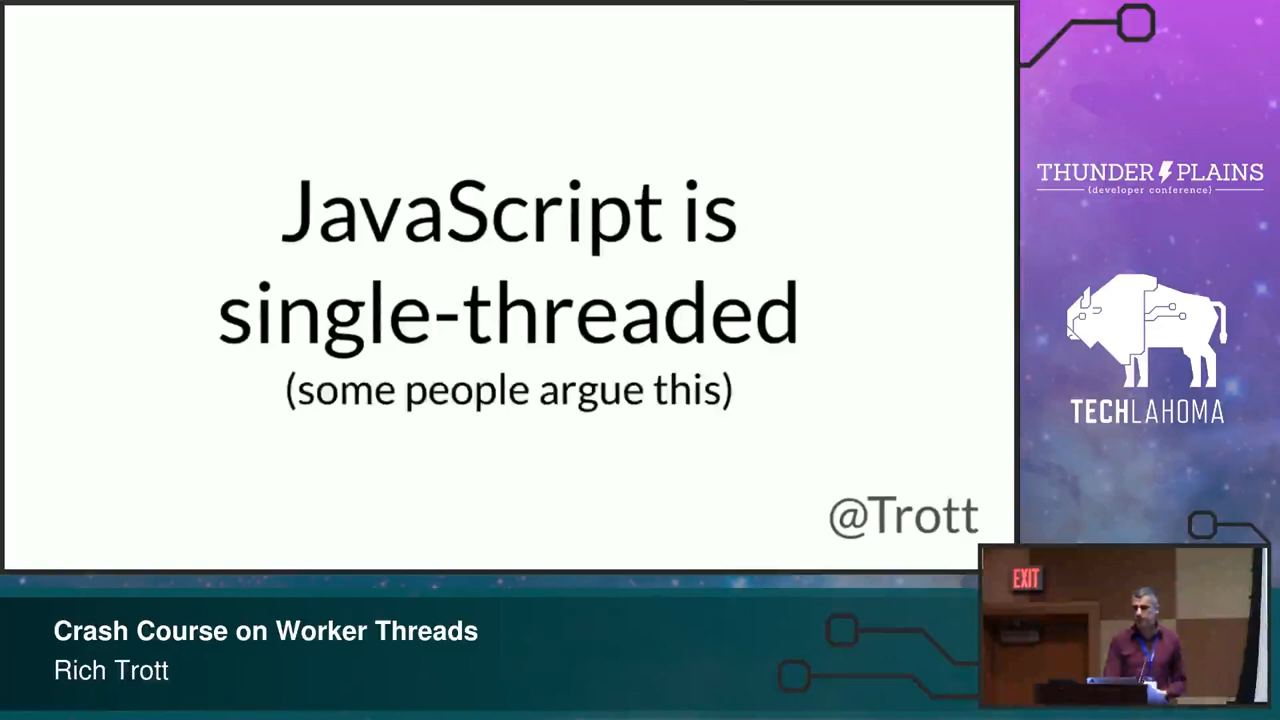 JavaScript is
single-threaded
(some people argue this)
@Trott
THUNDER PLAINS
{developer conference}
TECHLAHOMA
EXIT
Crash Course on Worker Threads
Rich Trott